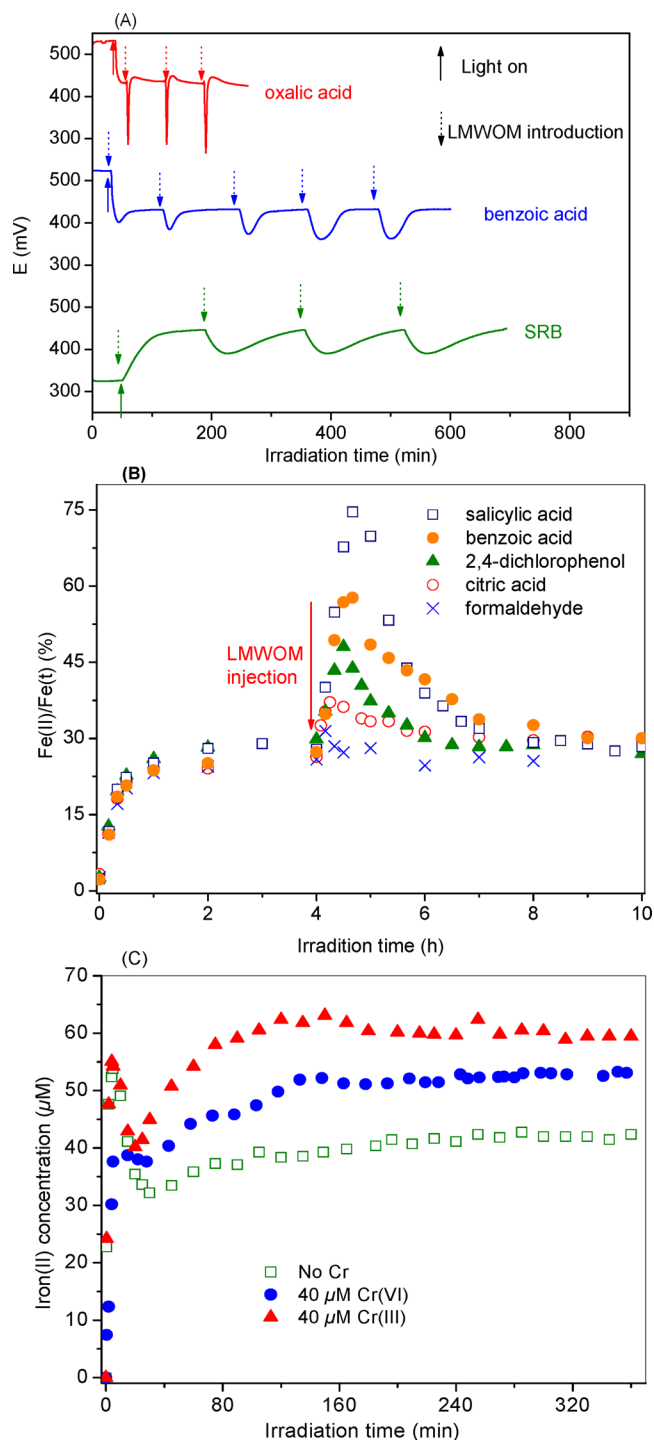 (A)
550
500
450
400
300
500
400
300
500
400
300
E (mV)
Light on
LMWOM introduction
oxalic acid
benzoic acid
SRB
0 200 400 600 800
Irradiation time (min)
(B)
75
60
45
30
15
0
Fe(II)/Fe(t) (%)
salicylic acid
benzoic acid
2,4-dichlorophenol
citric acid
formaldehyde
LMWOM
injection
0 2 4 6 8 10
Irradition time (h)
(C)
70
60
50
40
30
20
10
0
Iron(II) concentration (µM)
No Cr
40 µM Cr(VI)
40 µM Cr(III)
0 80 160 240 320
Irradiation time (min)